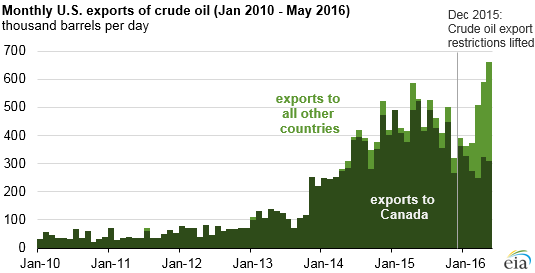 Monthly U.S. exports of crude oil (Jan 2010 - May 2016)
thousand barrels per day
Dec 2015:
Crude oil export
restrictions lifted
700
600
500
400
300
200
100
0
exports to
all other
countries
exports to
Canada
Jan-10
Jan-11
Jan-12
Jan-13
Jan-14
Jan-15
Jan-16
eia